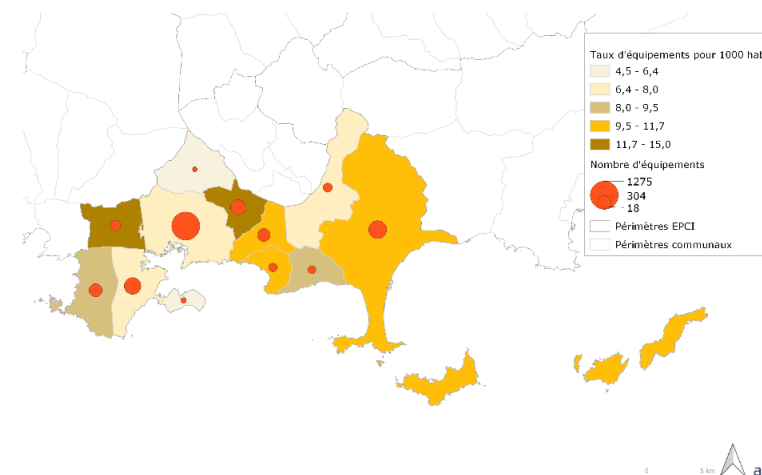 Taux d'équipements pour 1000 hab
4,5 - 6,4
6,4 - 8,0
8,0 - 9,5
9,5 - 11,7
11,7 - 15,0
Nombre d'équipements
1275
304
18
Périmètres EPCI
Périmètres communaux
0 5 km
a